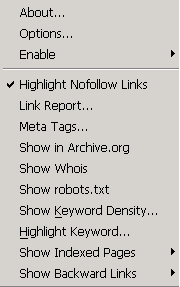 About...
Options...
Enable
Highlight Nofollow Links
Link Report...
Meta Tags...
Show in Archive.org
Show Whois
Show robots.txt
Show Keyword Density...
Highlight Keyword...
Show Indexed Pages
Show Backward Links